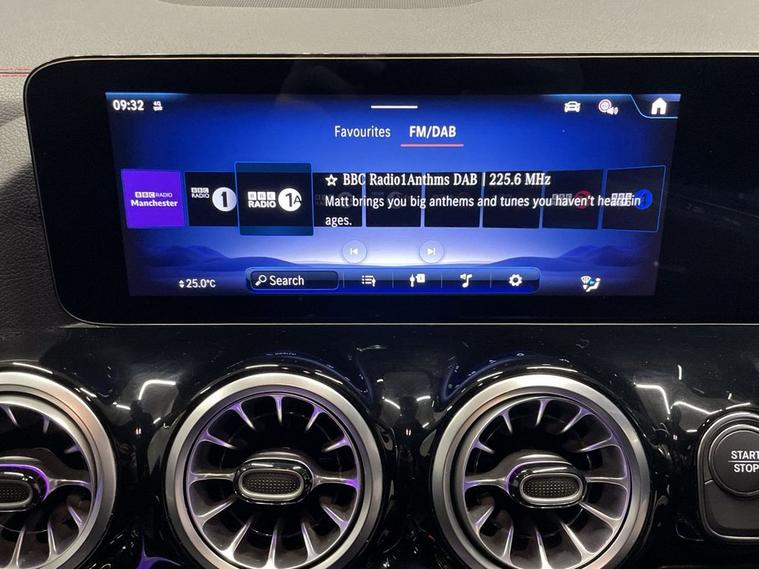 09:32 4G
Favourites FM/DAB
BBC RADIO
Manchester
BBC RADIO 1
BBC RADIO 1A
☆ BBC Radio1Anthms DAB | 225.6 MHz
Matt brings you big anthems and tunes you haven't heard in
ages.
25.0°C
Search
START
STOP